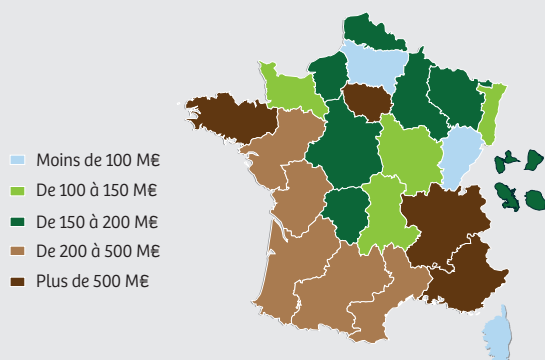 Moins de 100 M€
De 100 à 150 M€
De 150 à 200 M€
De 200 à 500 M€
Plus de 500 M€